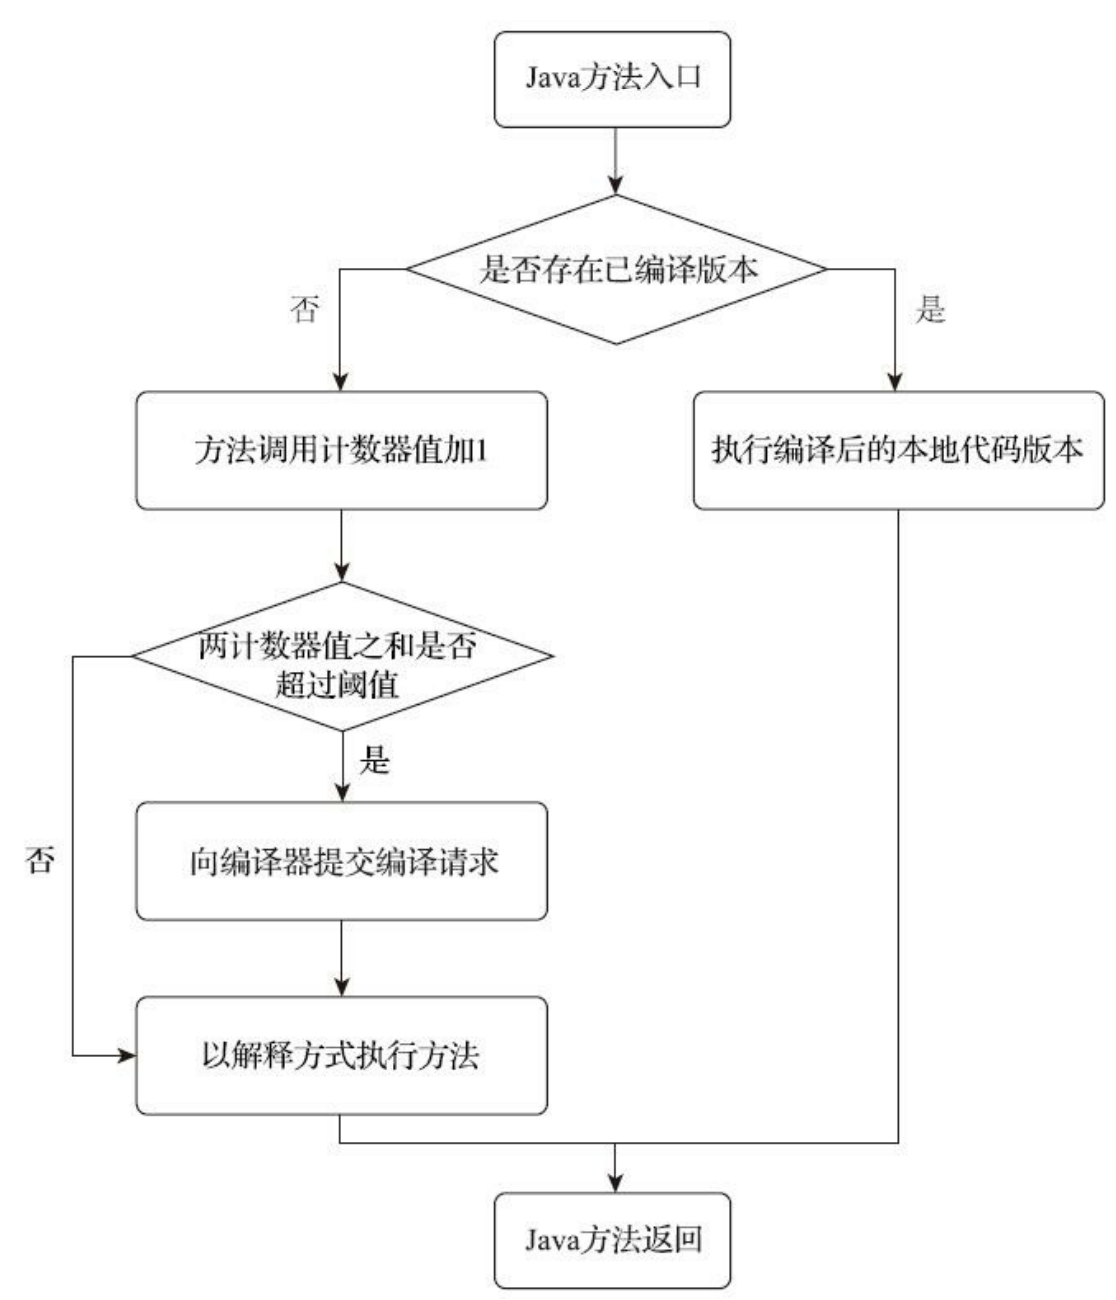 Java方法入口
是否存在已编译版本
否
是
方法调用计数器值加1
执行编译后的本地代码版本
两计数器值之和是否
超过阈值
是
否
向编译器提交编译请求
以解释方式执行方法
Java方法返回